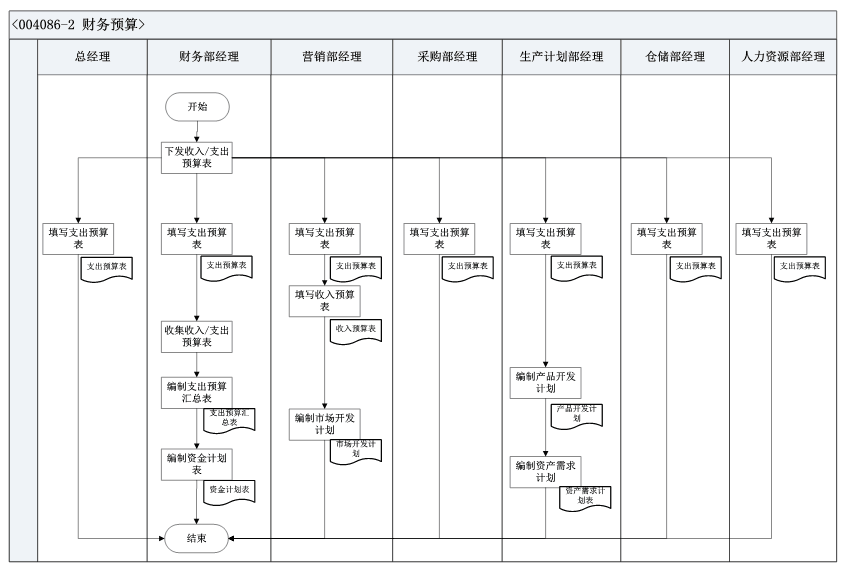 <004086-2 财务预算>
总经理
财务部经理
营销部经理
采购部经理
生产计划部经理
仓储部经理
人力资源部经理
开始
下发收入/支出
预算表
填写支出预算
表
填写支出预算
表
填写支出预算
表
填写支出预算
表
填写支出预算
表
填写支出预算
表
填写支出预算
表
支出预算表
支出预算表
支出预算表
支出预算表
支出预算表
支出预算表
支出预算表
填写收入预算
表
收入预算表
收集收入/支出
预算表
编制产品开发
计划
编制支出预算
汇总表
产品开发计
划
支出预算汇
总表
编制市场开发
计划
市场开发计
划
编制资金计划
表
编制资产需求
计划
资金计划表
资产需求计
划表
结束